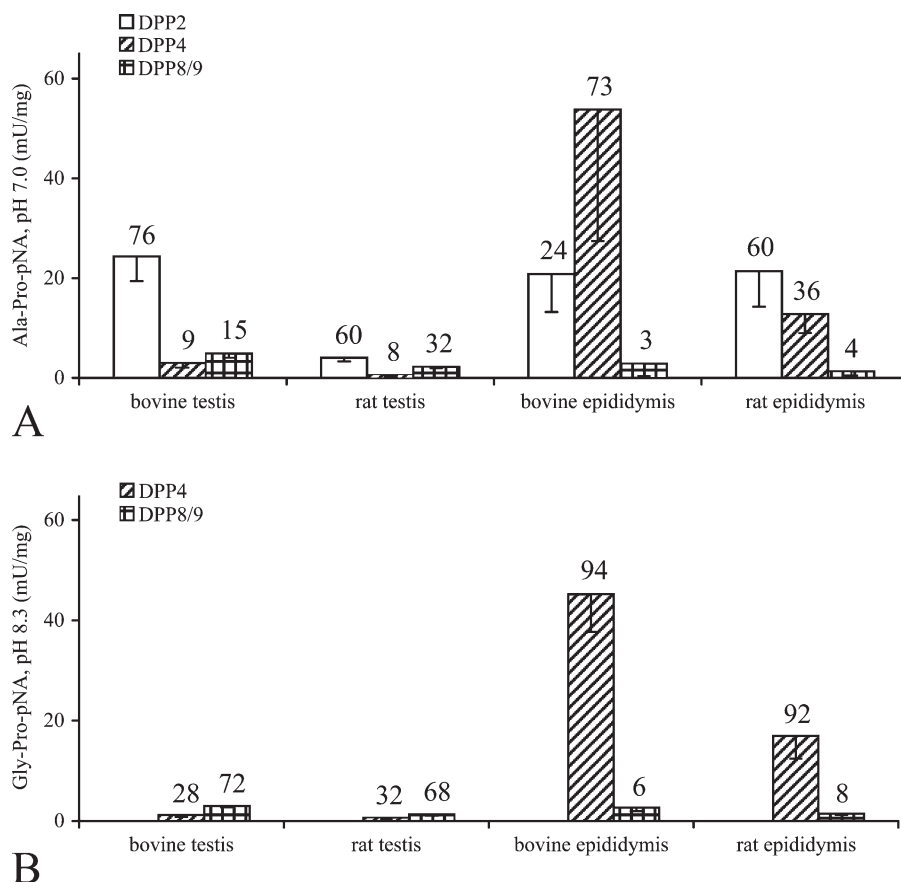 DPP2
DPP4
DPP8/9
Ala-Pro-pNA, pH 7.0 (mU/mg)
60
40
20
0
76
9
15
60
8
32
24
73
3
60
36
4
bovine testis
rat testis
bovine epididymis
rat epididymis
A
DPP4
DPP8/9
Gly-Pro-pNA, pH 8.3 (mU/mg)
60
40
20
0
28
72
32
68
94
6
92
8
bovine testis
rat testis
bovine epididymis
rat epididymis
B